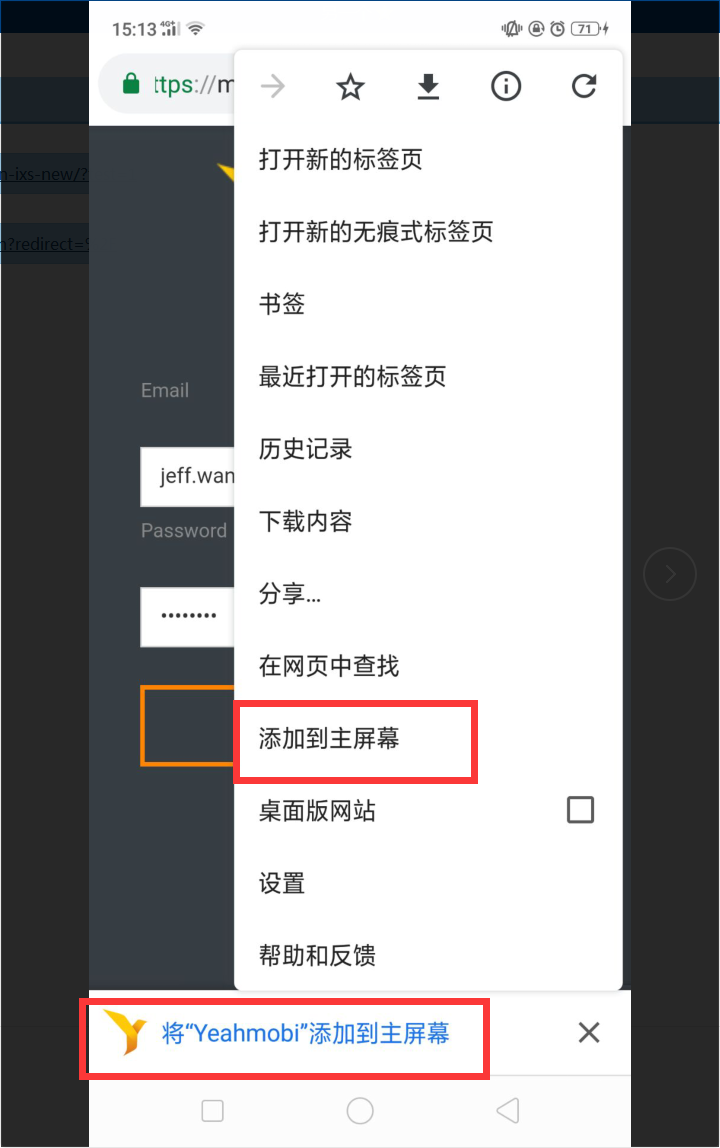 15:13 4G+ 71
ttps://m
n-ixs-new/?
n?redirect=
打开新的标签页
打开新的无痕式标签页
书签
最近打开的标签页
历史记录
下载内容
分享...
在网页中查找
添加到主屏幕
桌面版网站
设置
帮助和反馈
Email
jeff.wan
Password
••••••••
将“Yeahmobi”添加到主屏幕